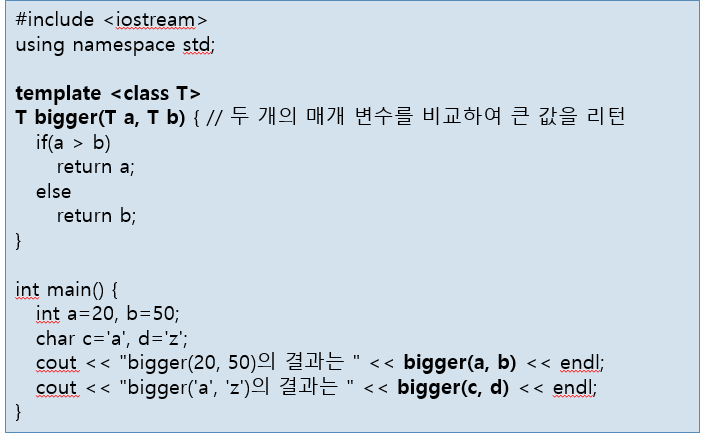 #include <iostream>
using namespace std;
template <class T>
T bigger(T a, T b) { // 두 개의 매개 변수를 비교하여 큰 값을 리턴
if(a > b)
return a;
else
return b;
}
int main() {
int a=20, b=50;
char c='a', d='z';
cout << "bigger(20, 50)의 결과는 " << bigger(a, b) << endl;
cout << "bigger('a', 'z')의 결과는 " << bigger(c, d) << endl;
}